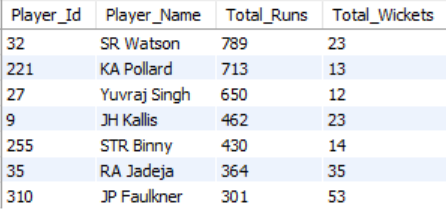 Player_Id Player_Name Total_Runs Total_Wickets
32 SR Watson 789 23
221 KA Pollard 713 13
27 Yuvraj Singh 650 12
9 JH Kallis 462 23
255 STR Binny 430 14
35 RA Jadeja 364 35
310 JP Faulkner 301 53